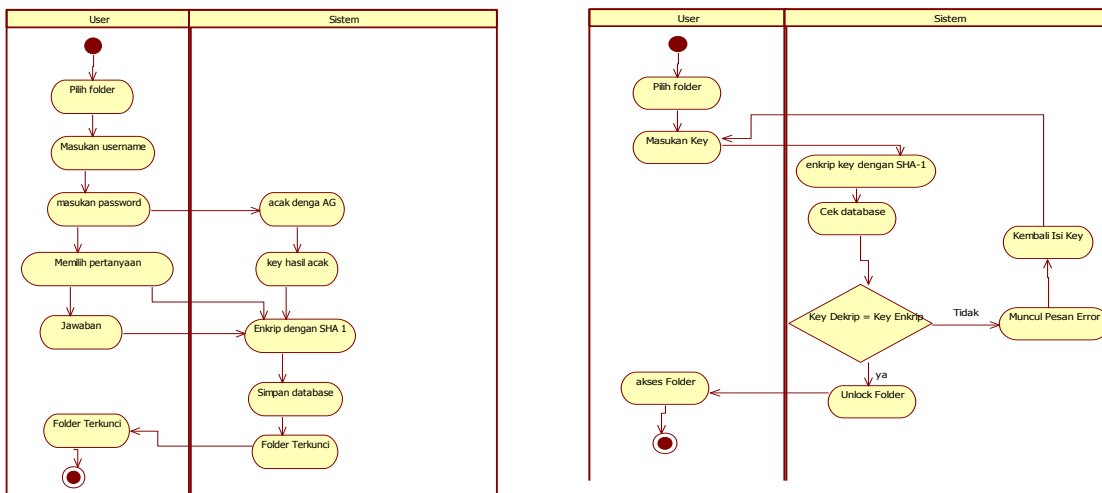 User
Sistem
Pilih folder
Masukan username
masukan password
acak denga AG
Memilih pertanyaan
key hasil acak
Jawaban
Enkrip dengan SHA 1
Simpan database
Folder Terkunci
Folder Terkunci
User
Sistem
Pilih folder
Masukan Key
enkrip key dengan SHA-1
Cek database
Kembali Isi Key
Key Dekrip = Key Enkrip
Tidak
Muncul Pesan Error
ya
akses Folder
Unlock Folder